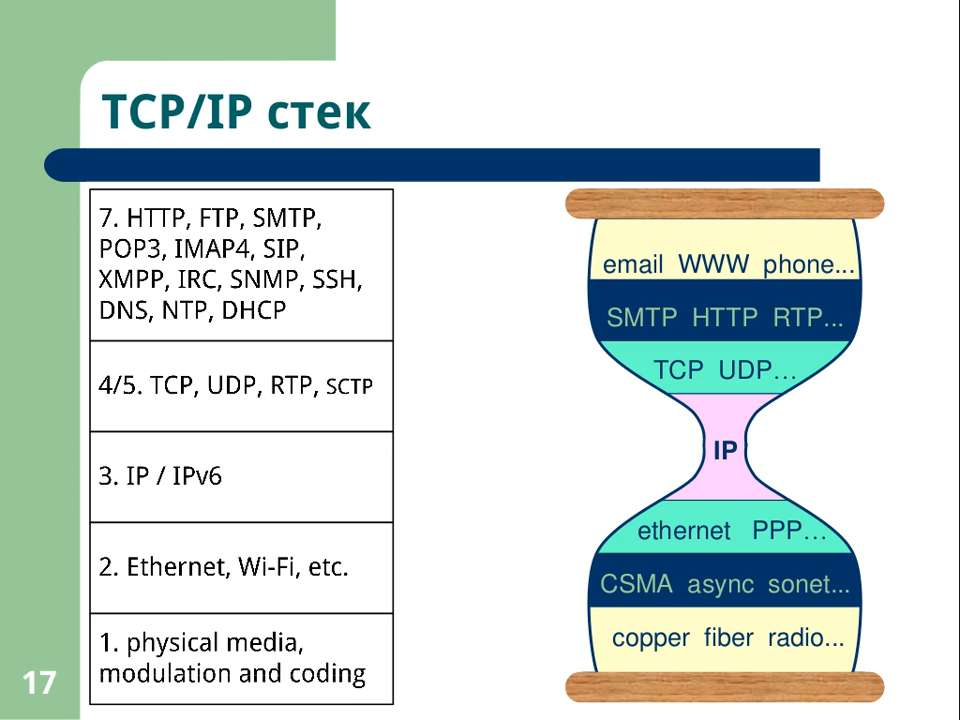 TCP/IP стек
7. HTTP, FTP, SMTP,
POP3, IMAP4, SIP,
XMPP, IRC, SNMP, SSH,
DNS, NTP, DHCP
4/5. TCP, UDP, RTP, SCTP
3. IP / IPv6
2. Ethernet, Wi-Fi, etc.
1. physical media,
modulation and coding
email WWW phone...
SMTP HTTP RTP...
TCP UDP…
IP
ethernet PPP…
CSMA async sonet...
copper fiber radio...
17